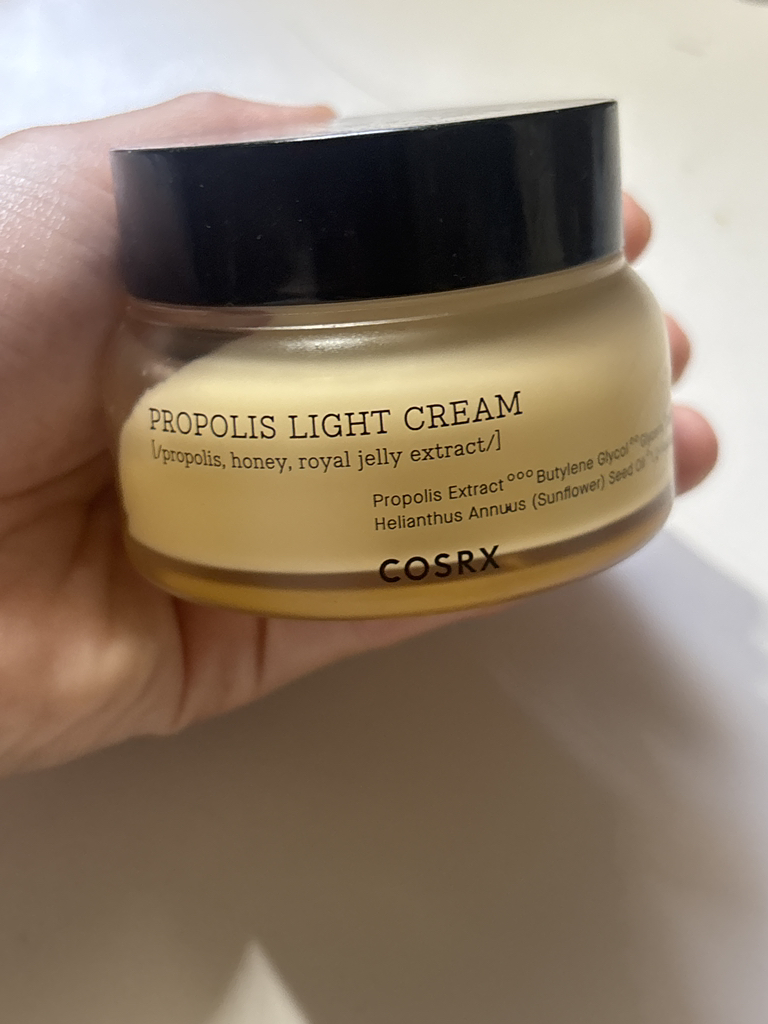 PROPOLIS LIGHT CREAM
[/propolis, honey, royal jelly extract/]
Propolis Extract °°° Butylene Glycol °°
Helianthus Annuus (Sunflower) Seed Oil
COSRX